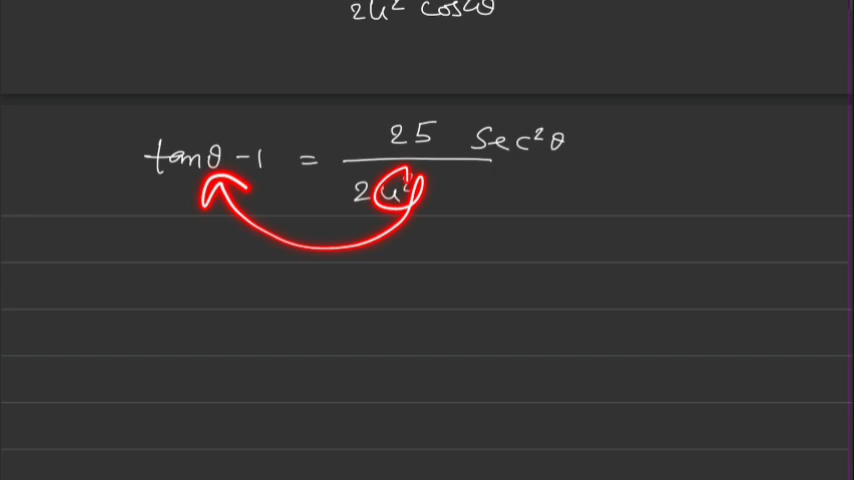 2u² cos²θ
tanθ - 1 = 25 Sec²θ
2u²